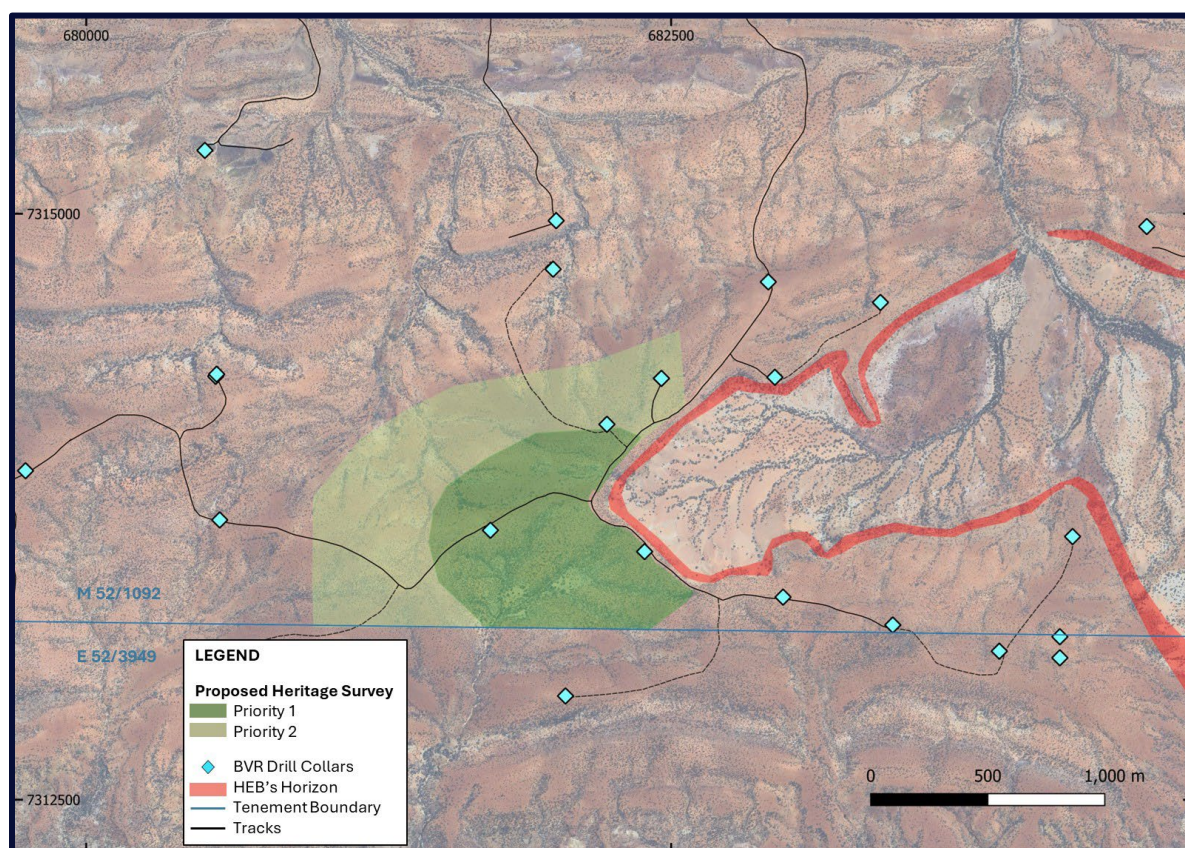 680000
682500
7315000
M 52/1092
E 52/3949
LEGEND
Proposed Heritage Survey
Priority 1
Priority 2
BVR Drill Collars
HEB's Horizon
Tenement Boundary
Tracks
0 500 1,000 m
7312500